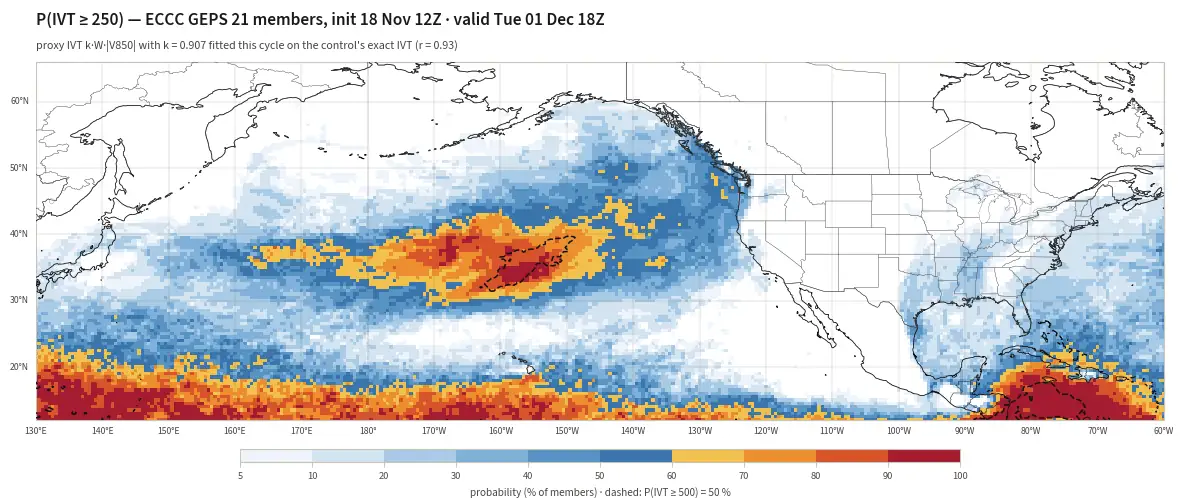 P(IVT ≥ 250) — ECCC GEPS 21 members, init 18 Nov 12Z · valid Tue 01 Dec 18Z
proxy IVT k·W·|V850| with k = 0.907 fitted this cycle on the control's exact IVT (r = 0.93)
60°N
50°N
40°N
30°N
20°N
130°E 140°E 150°E 160°E 170°E 180° 170°W 160°W 150°W 140°W 130°W 120°W 110°W 100°W 90°W 80°W 70°W 60°W
5 10 20 30 40 50 60 70 80 90 100
probability (% of members) · dashed: P(IVT ≥ 500) = 50 %